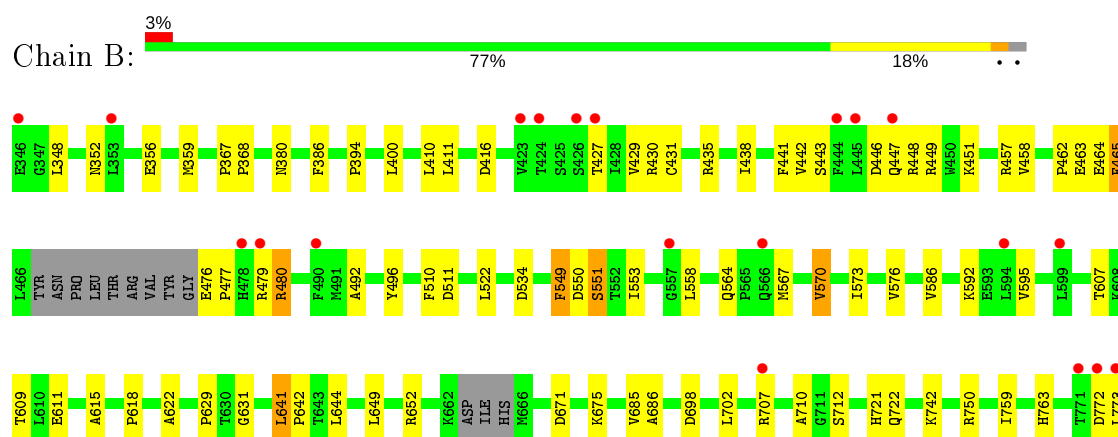 3%
Chain B:
77% 18% • •
E346 G347 L348 N352 L353 E356 M359 P367 P368 N380 F386 P394 L400 L410 L411 D416 V423 T424 S425 S426 T427 I428 V429 R430 C431 R435 I438 F441 V442 S443 F444 L445 D446 Q447 R448 R449 W450 K451 R457 V458 P462 E463 E464 E465
L466 TYR ASN PRO LEU THR ARG VAL TYR GLY E476 P477 H478 R479 R480 F490 M491 A492 Y496 F510 D511 L522 D534 F549 D550 S551 T552 I553 G557 L558 Q564 P565 Q566 M567 V570 I573 V576 V586 K592 E593 L594 V595 L599 T607 K608
T609 L610 E611 A615 P618 A622 P629 T630 G631 L641 P642 T643 L644 L649 R652 K662 ASP ILE HIS M666 D671 K675 V685 A686 D698 L702 R707 A710 G711 S712 H721 Q722 K742 R750 I759 H763 T771 D772